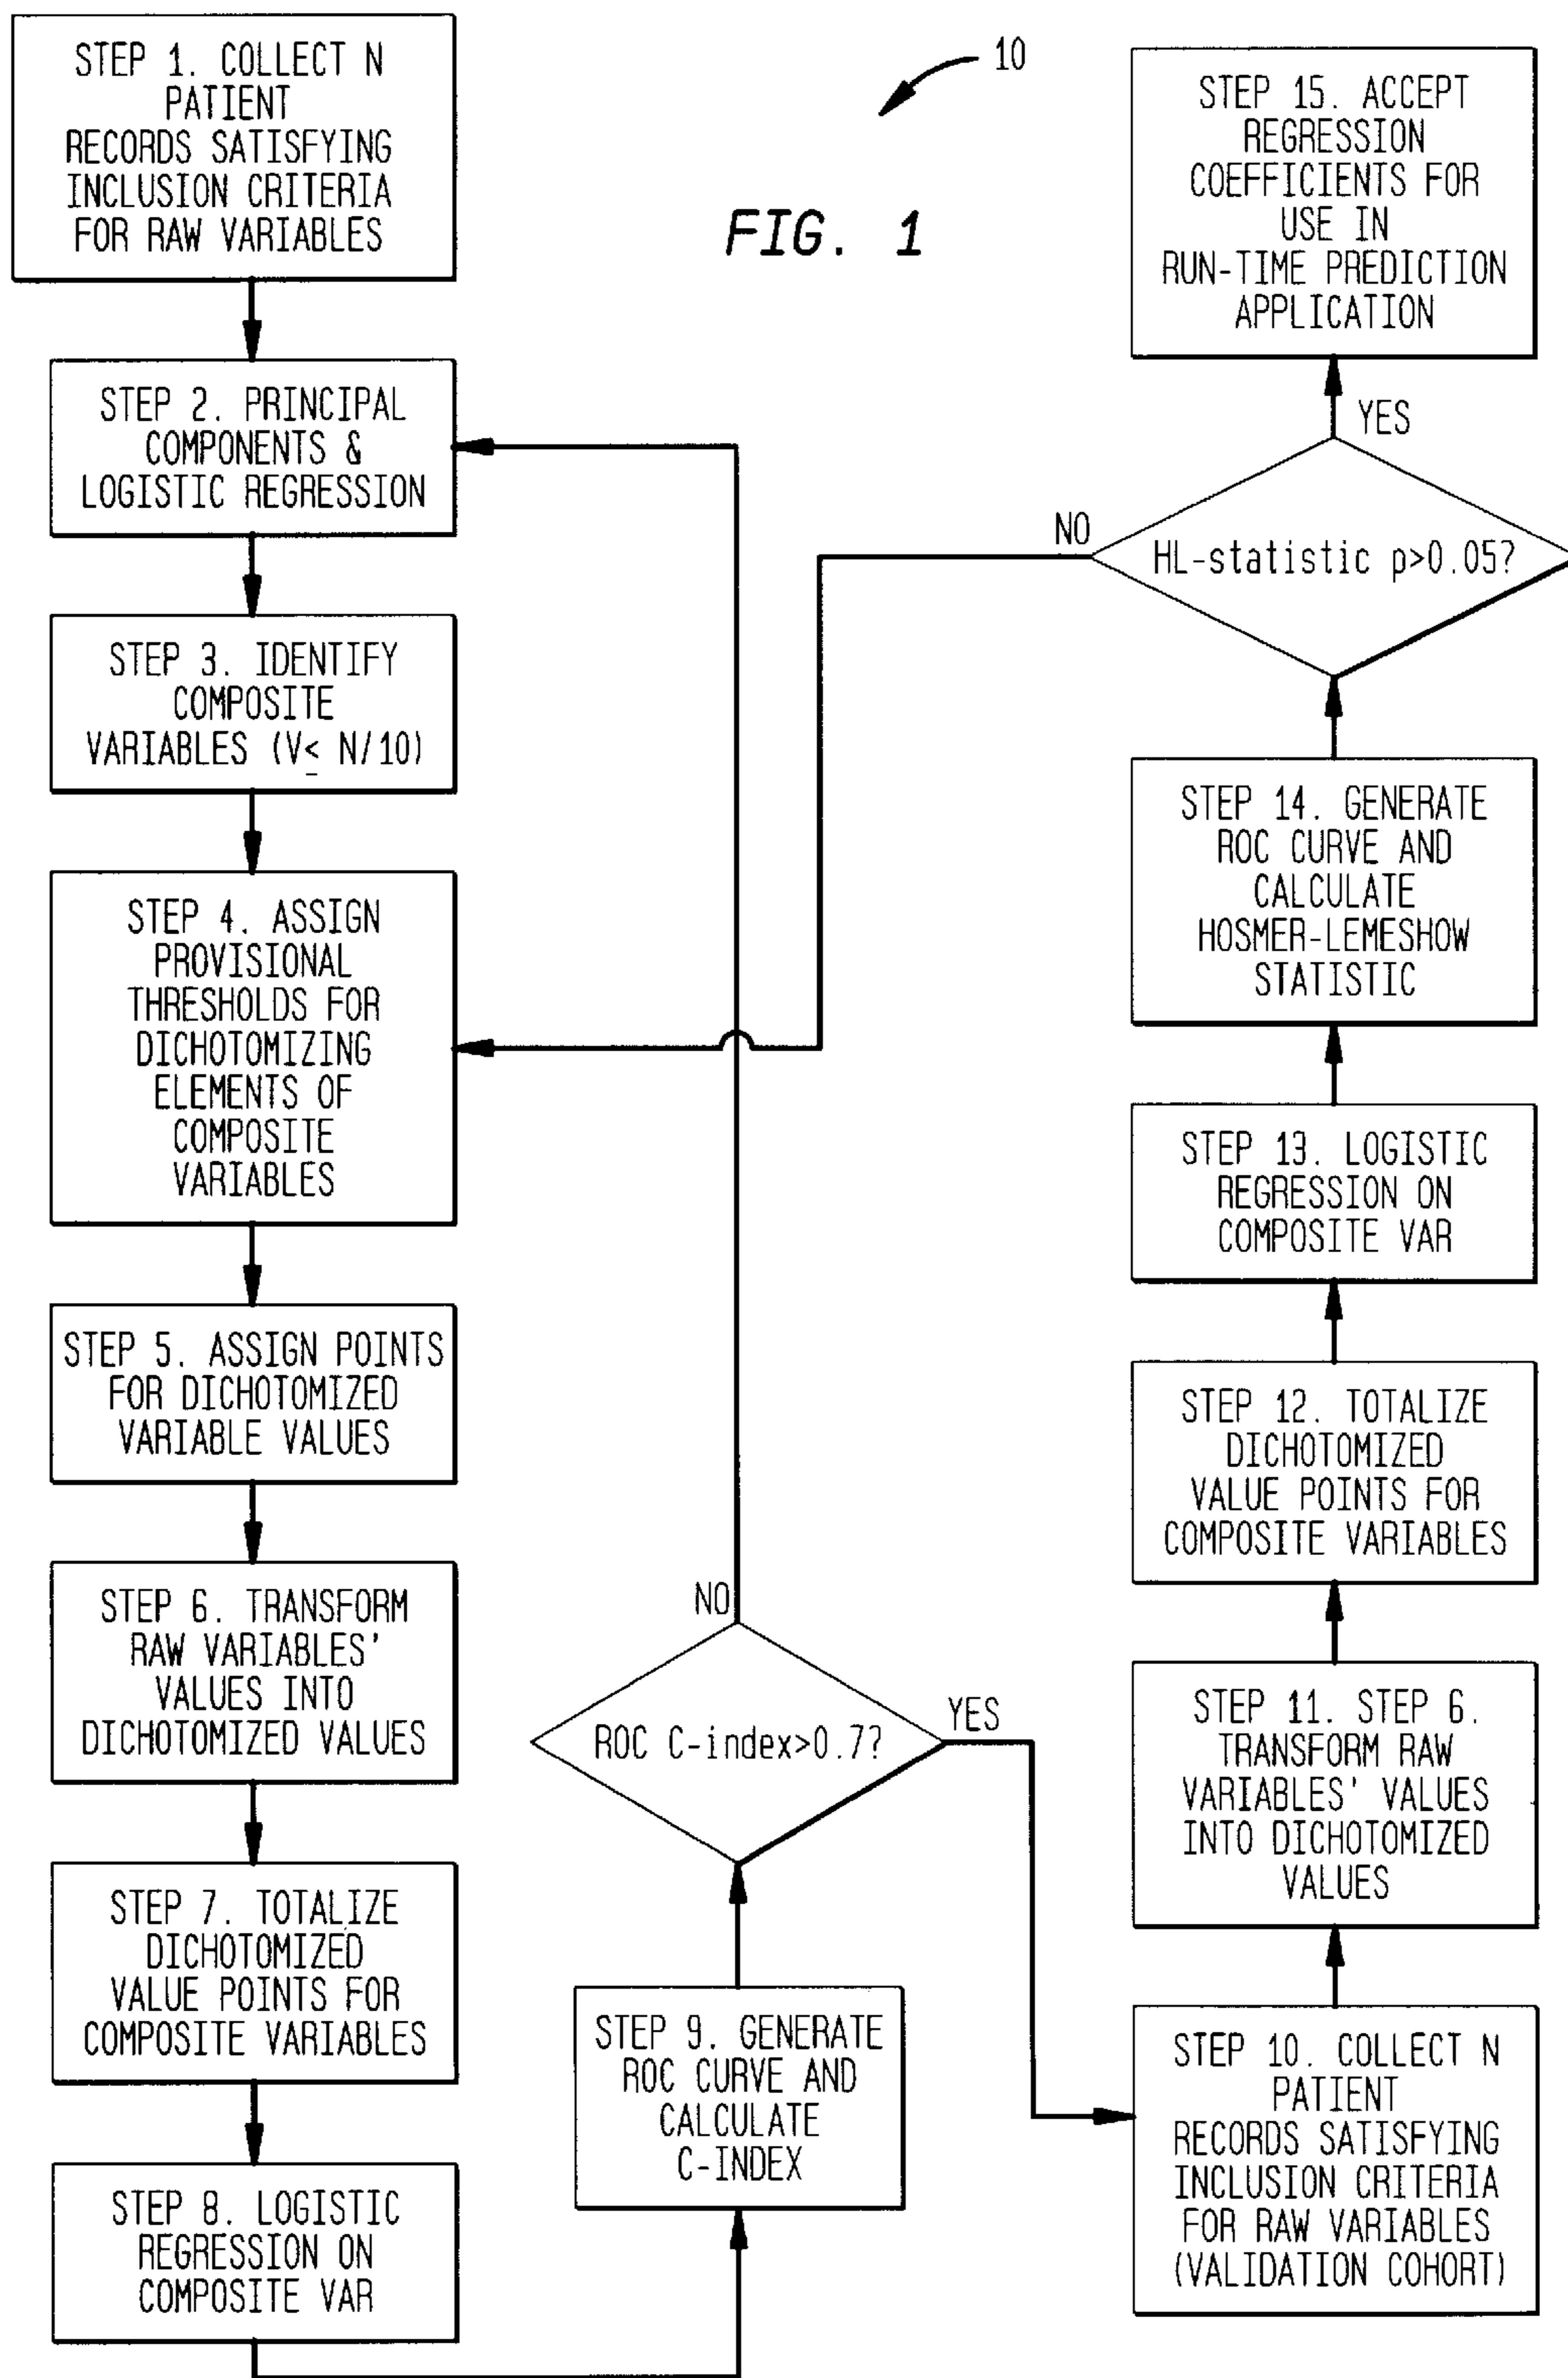 STEP 1. COLLECT N
PATIENT
RECORDS SATISFYING
INCLUSION CRITERIA
FOR RAW VARIABLES
STEP 2. PRINCIPAL
COMPONENTS &
LOGISTIC REGRESSION
STEP 3. IDENTIFY
COMPOSITE
VARIABLES (V≤ N/10)
STEP 4. ASSIGN
PROVISIONAL
THRESHOLDS FOR
DICHOTOMIZING
ELEMENTS OF
COMPOSITE
VARIABLES
STEP 5. ASSIGN POINTS
FOR DICHOTOMIZED
VARIABLE VALUES
STEP 6. TRANSFORM
RAW VARIABLES'
VALUES INTO
DICHOTOMIZED VALUES
STEP 7. TOTALIZE
DICHOTOMIZED
VALUE POINTS FOR
COMPOSITE VARIABLES
STEP 8. LOGISTIC
REGRESSION ON
COMPOSITE VAR
10
FIG. 1
STEP 9. GENERATE
ROC CURVE AND
CALCULATE
C-INDEX
ROC C-index>0.7?
NO
YES
STEP 10. COLLECT N
PATIENT
RECORDS SATISFYING
INCLUSION CRITERIA
FOR RAW VARIABLES
(VALIDATION COHORT)
STEP 11. STEP 6.
TRANSFORM RAW
VARIABLES' VALUES
INTO DICHOTOMIZED
VALUES
STEP 12. TOTALIZE
DICHOTOMIZED
VALUE POINTS FOR
COMPOSITE VARIABLES
STEP 13. LOGISTIC
REGRESSION ON
COMPOSITE VAR
STEP 14. GENERATE
ROC CURVE AND
CALCULATE
HOSMER-LEMESHOW
STATISTIC
HL-statistic p>0.05?
NO
YES
STEP 15. ACCEPT
REGRESSION
COEFFICIENTS FOR
USE IN
RUN-TIME PREDICTION
APPLICATION